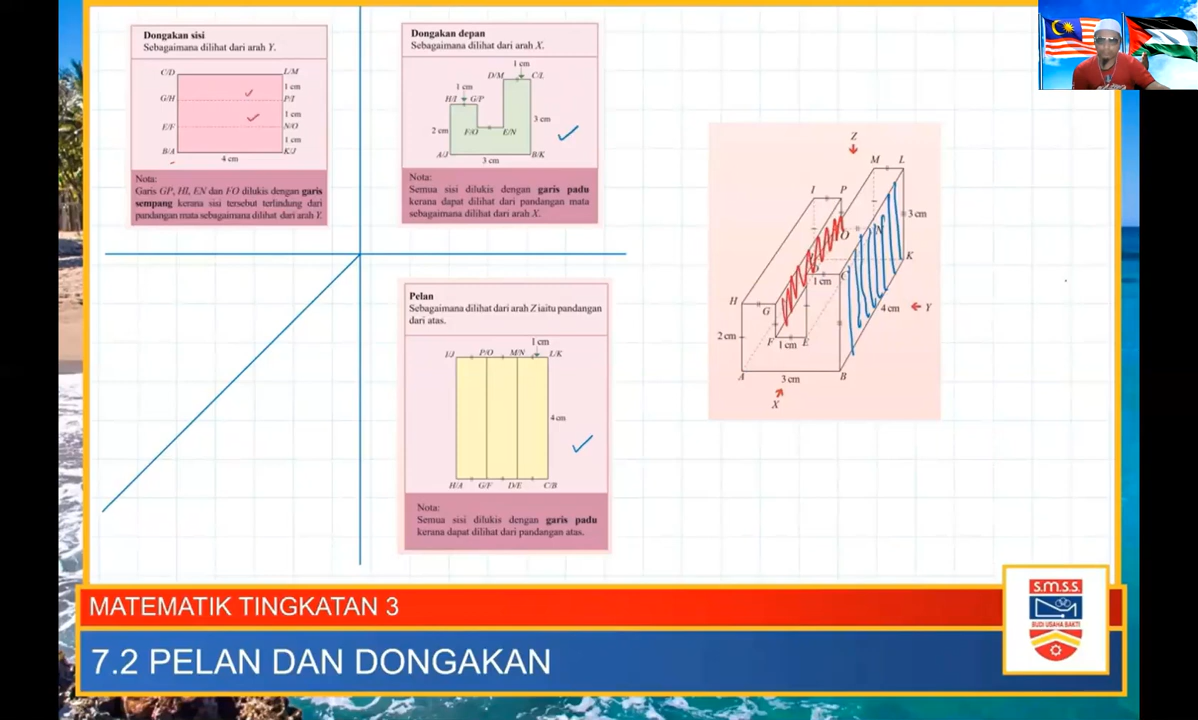 Dongakan sisi
Sebagaimana dilihat dari arah Y.
C/D
L/M
1 cm
G/H
P/I
1 cm
E/F
N/O
1 cm
B/A
K/J
4 cm
Nota:
Garis GP, HI, EN dan FO dilukis dengan garis
sempang kerana sisi tersebut terlindung dari
pandangan mata sebagaimana dilihat dari arah Y.
Dongakan depan
Sebagaimana dilihat dari arah X.
1 cm
D/M
C/L
1 cm
H/I
G/P
3 cm
2 cm
F/O
E/N
A/J
B/K
3 cm
Nota:
Semua sisi dilukis dengan garis padu
kerana dapat dilihat dari pandangan mata
sebagaimana dilihat dari arah X.
Pelan
Sebagaimana dilihat dari arah Z iaitu pandangan
dari atas.
1 cm
I/J
P/O
M/N
L/K
4 cm
H/A
G/F
D/E
C/B
Nota:
Semua sisi dilukis dengan garis padu
kerana dapat dilihat dari pandangan atas.
Z
M
L
I
P
3 cm
O
N
K
D
C
1 cm
H
G
4 cm
Y
2 cm
F
1 cm
E
A
3 cm
B
X
MATEMATIK TINGKATAN 3
7.2 PELAN DAN DONGAKAN
S.M.S.S.
BUDI USAHA BAKTI